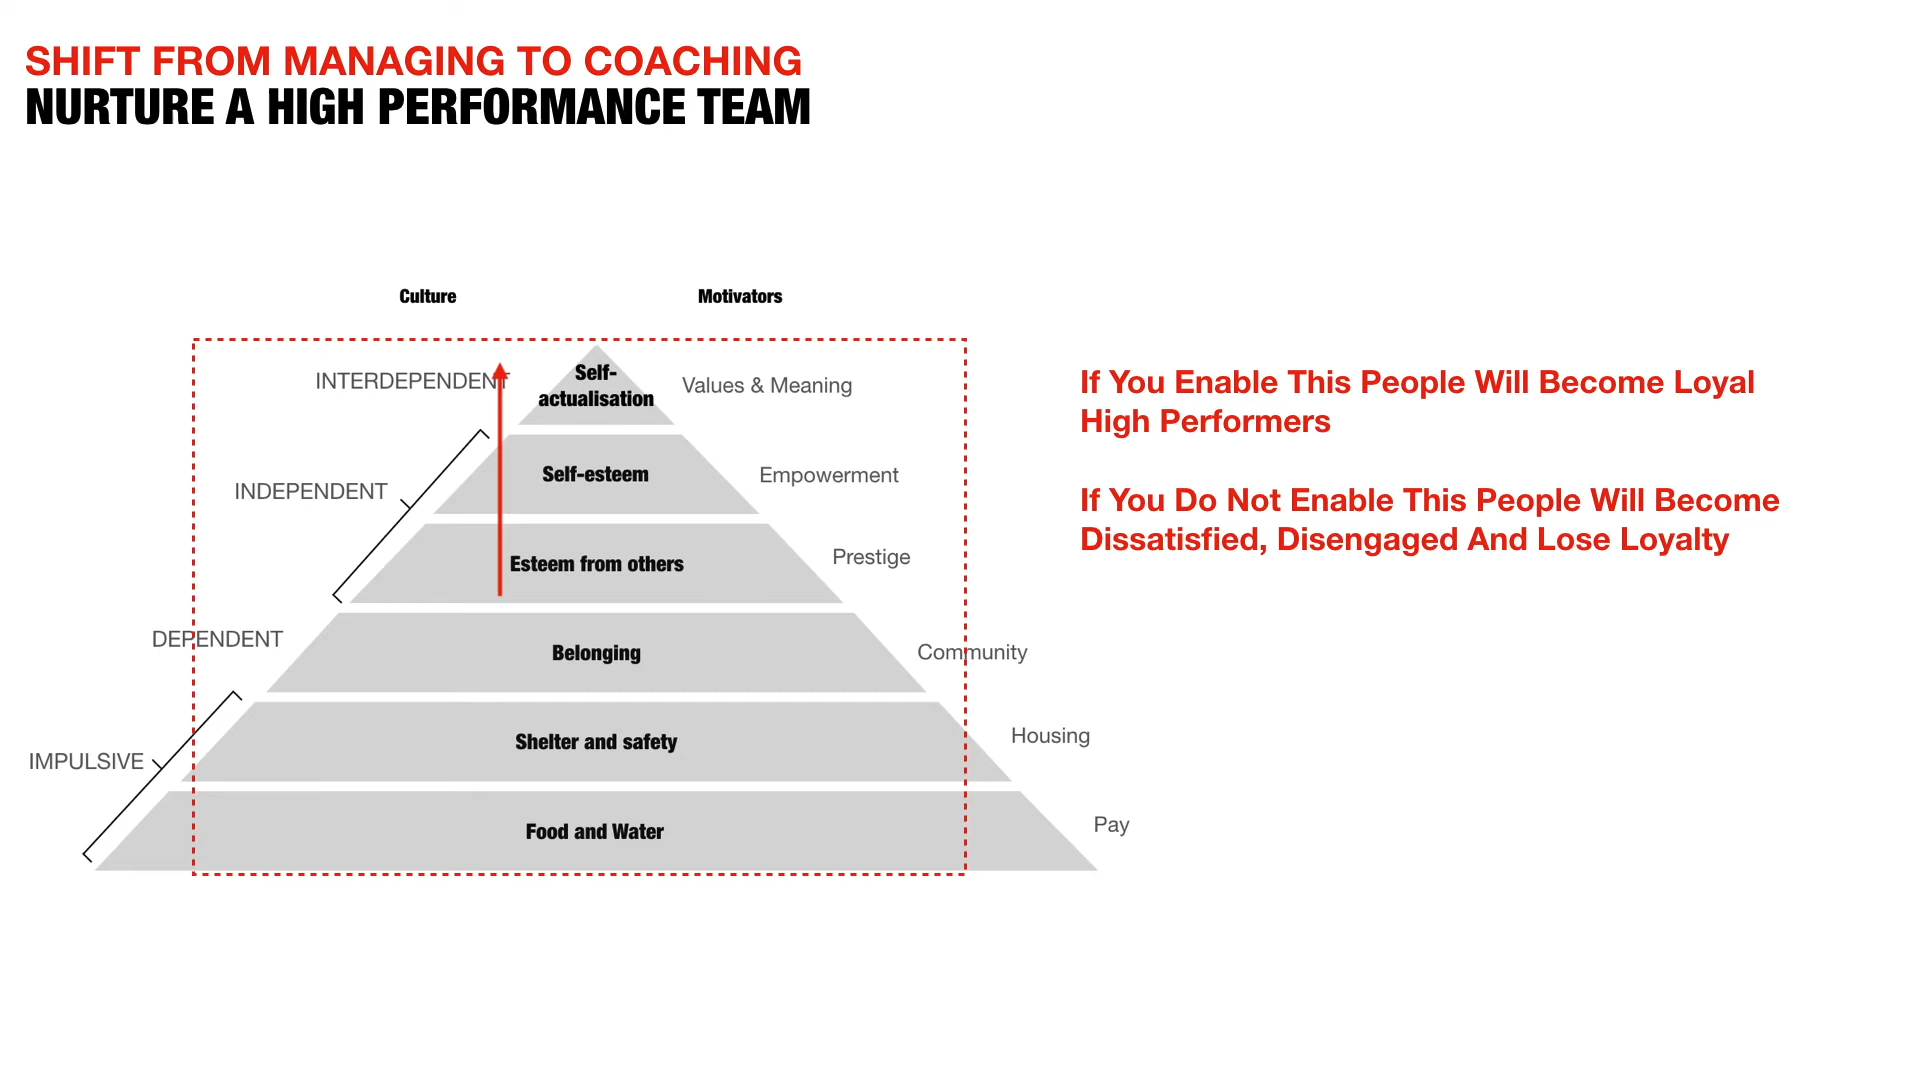 SHIFT FROM MANAGING TO COACHING
NURTURE A HIGH PERFORMANCE TEAM
Culture
Motivators
INTERDEPENDENT
Self-
actualisation
Values & Meaning
INDEPENDENT
Self-esteem
Empowerment
Esteem from others
Prestige
DEPENDENT
Belonging
Community
IMPULSIVE
Shelter and safety
Housing
Food and Water
Pay
If You Enable This People Will Become Loyal
High Performers
If You Do Not Enable This People Will Become
Dissatisfied, Disengaged And Lose Loyalty